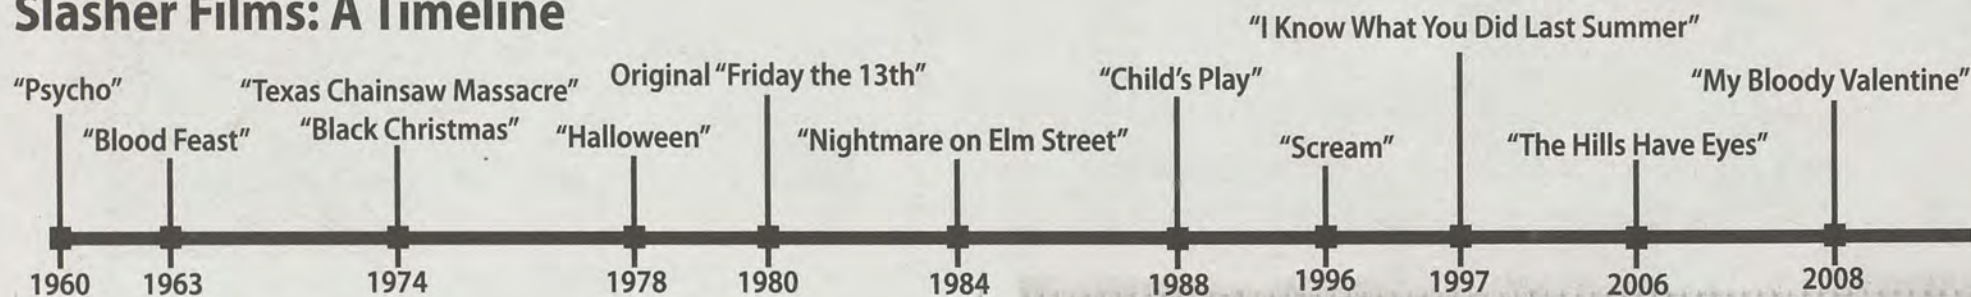 Slasher Films: A Timeline
"Psycho"
"Blood Feast"
"Texas Chainsaw Massacre"
"Black Christmas"
"Halloween"
Original "Friday the 13th"
"Nightmare on Elm Street"
"Child's Play"
"Scream"
"I Know What You Did Last Summer"
"The Hills Have Eyes"
"My Bloody Valentine"
1960 1963 1974 1978 1980 1984 1988 1996 1997 2006 2008